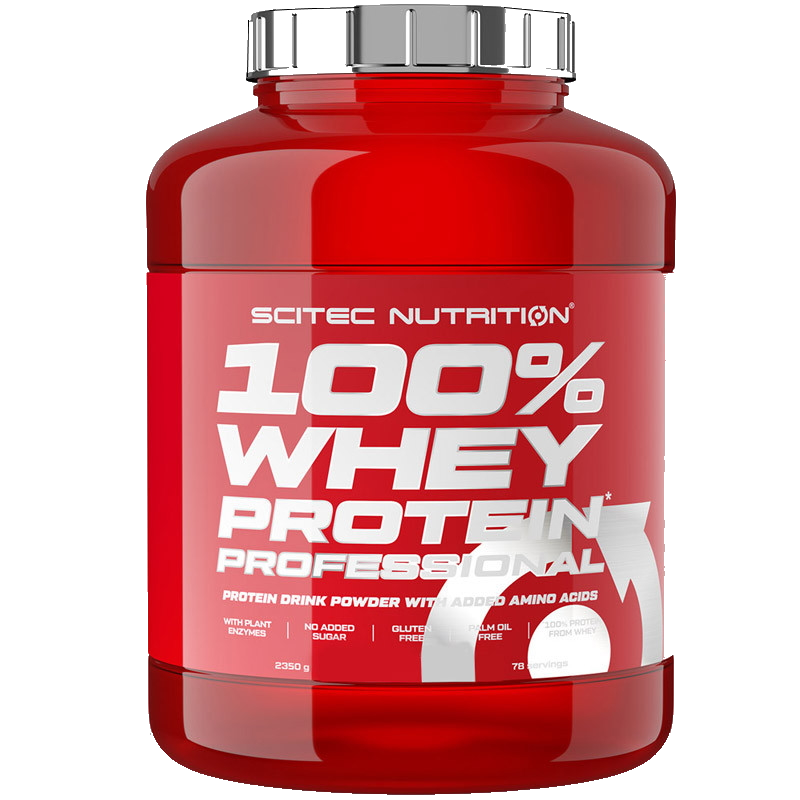 SCITEC NUTRITION®
100%
WHEY
PROTEIN*
PROFESSIONAL
PROTEIN DRINK POWDER WITH ADDED AMINO ACIDS
WITH PLANT
ENZYMES
NO ADDED
SUGAR
GLUTEN
FREE
PALM OIL
FREE
100% PROTEIN
FROM WHEY
2350 g
78 servings